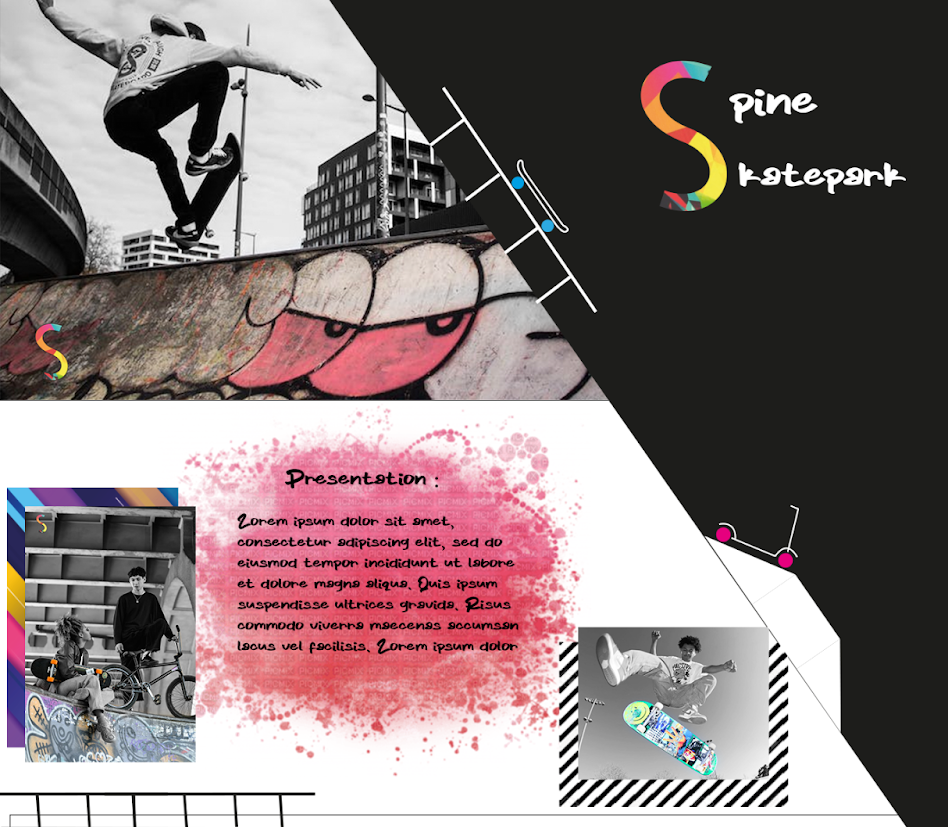 Spine
Skatepark
Presentation :
Lorem ipsum dolor sit amet,
consectetur adipiscing elit, sed do
eiusmod tempor incididunt ut labore
et dolore magna aliqua. Quis ipsum
suspendisse ultrices gravida. Risus
commodo viverra maecenas accumsan
lacus vel facilisis. Lorem ipsum dolor